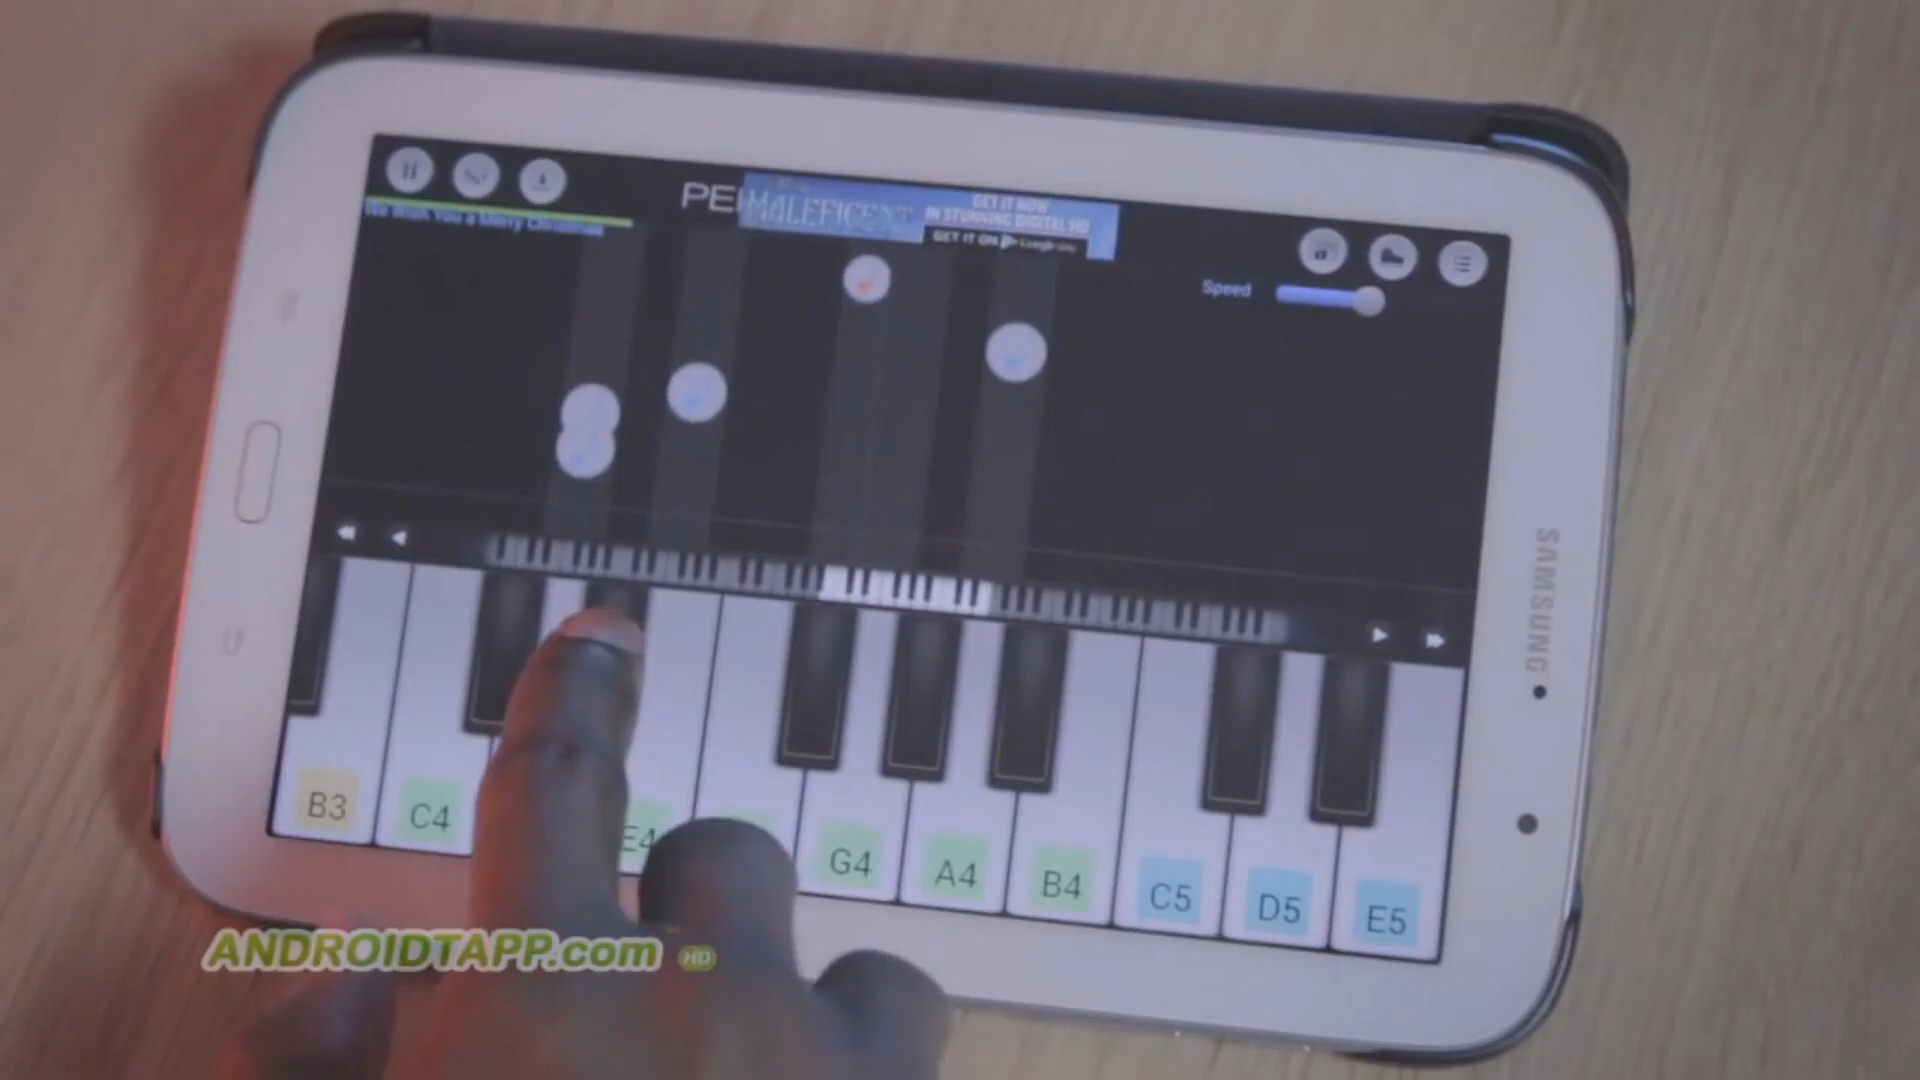 PE
MALEFICENT
GET IT NOW
IN STUNNING DIGITAL HD
GET IT ON
We Wish You a Merry Christmas
Speed
SAMSUNG
B3
C4
E4
G4
A4
B4
C5
D5
E5
ANDROIDTAPP.com
HD